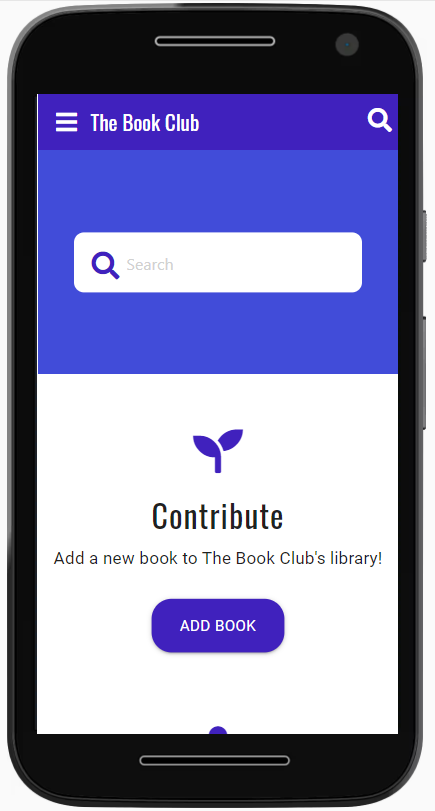 The Book Club
Search
Contribute
Add a new book to The Book Club's library!
ADD BOOK